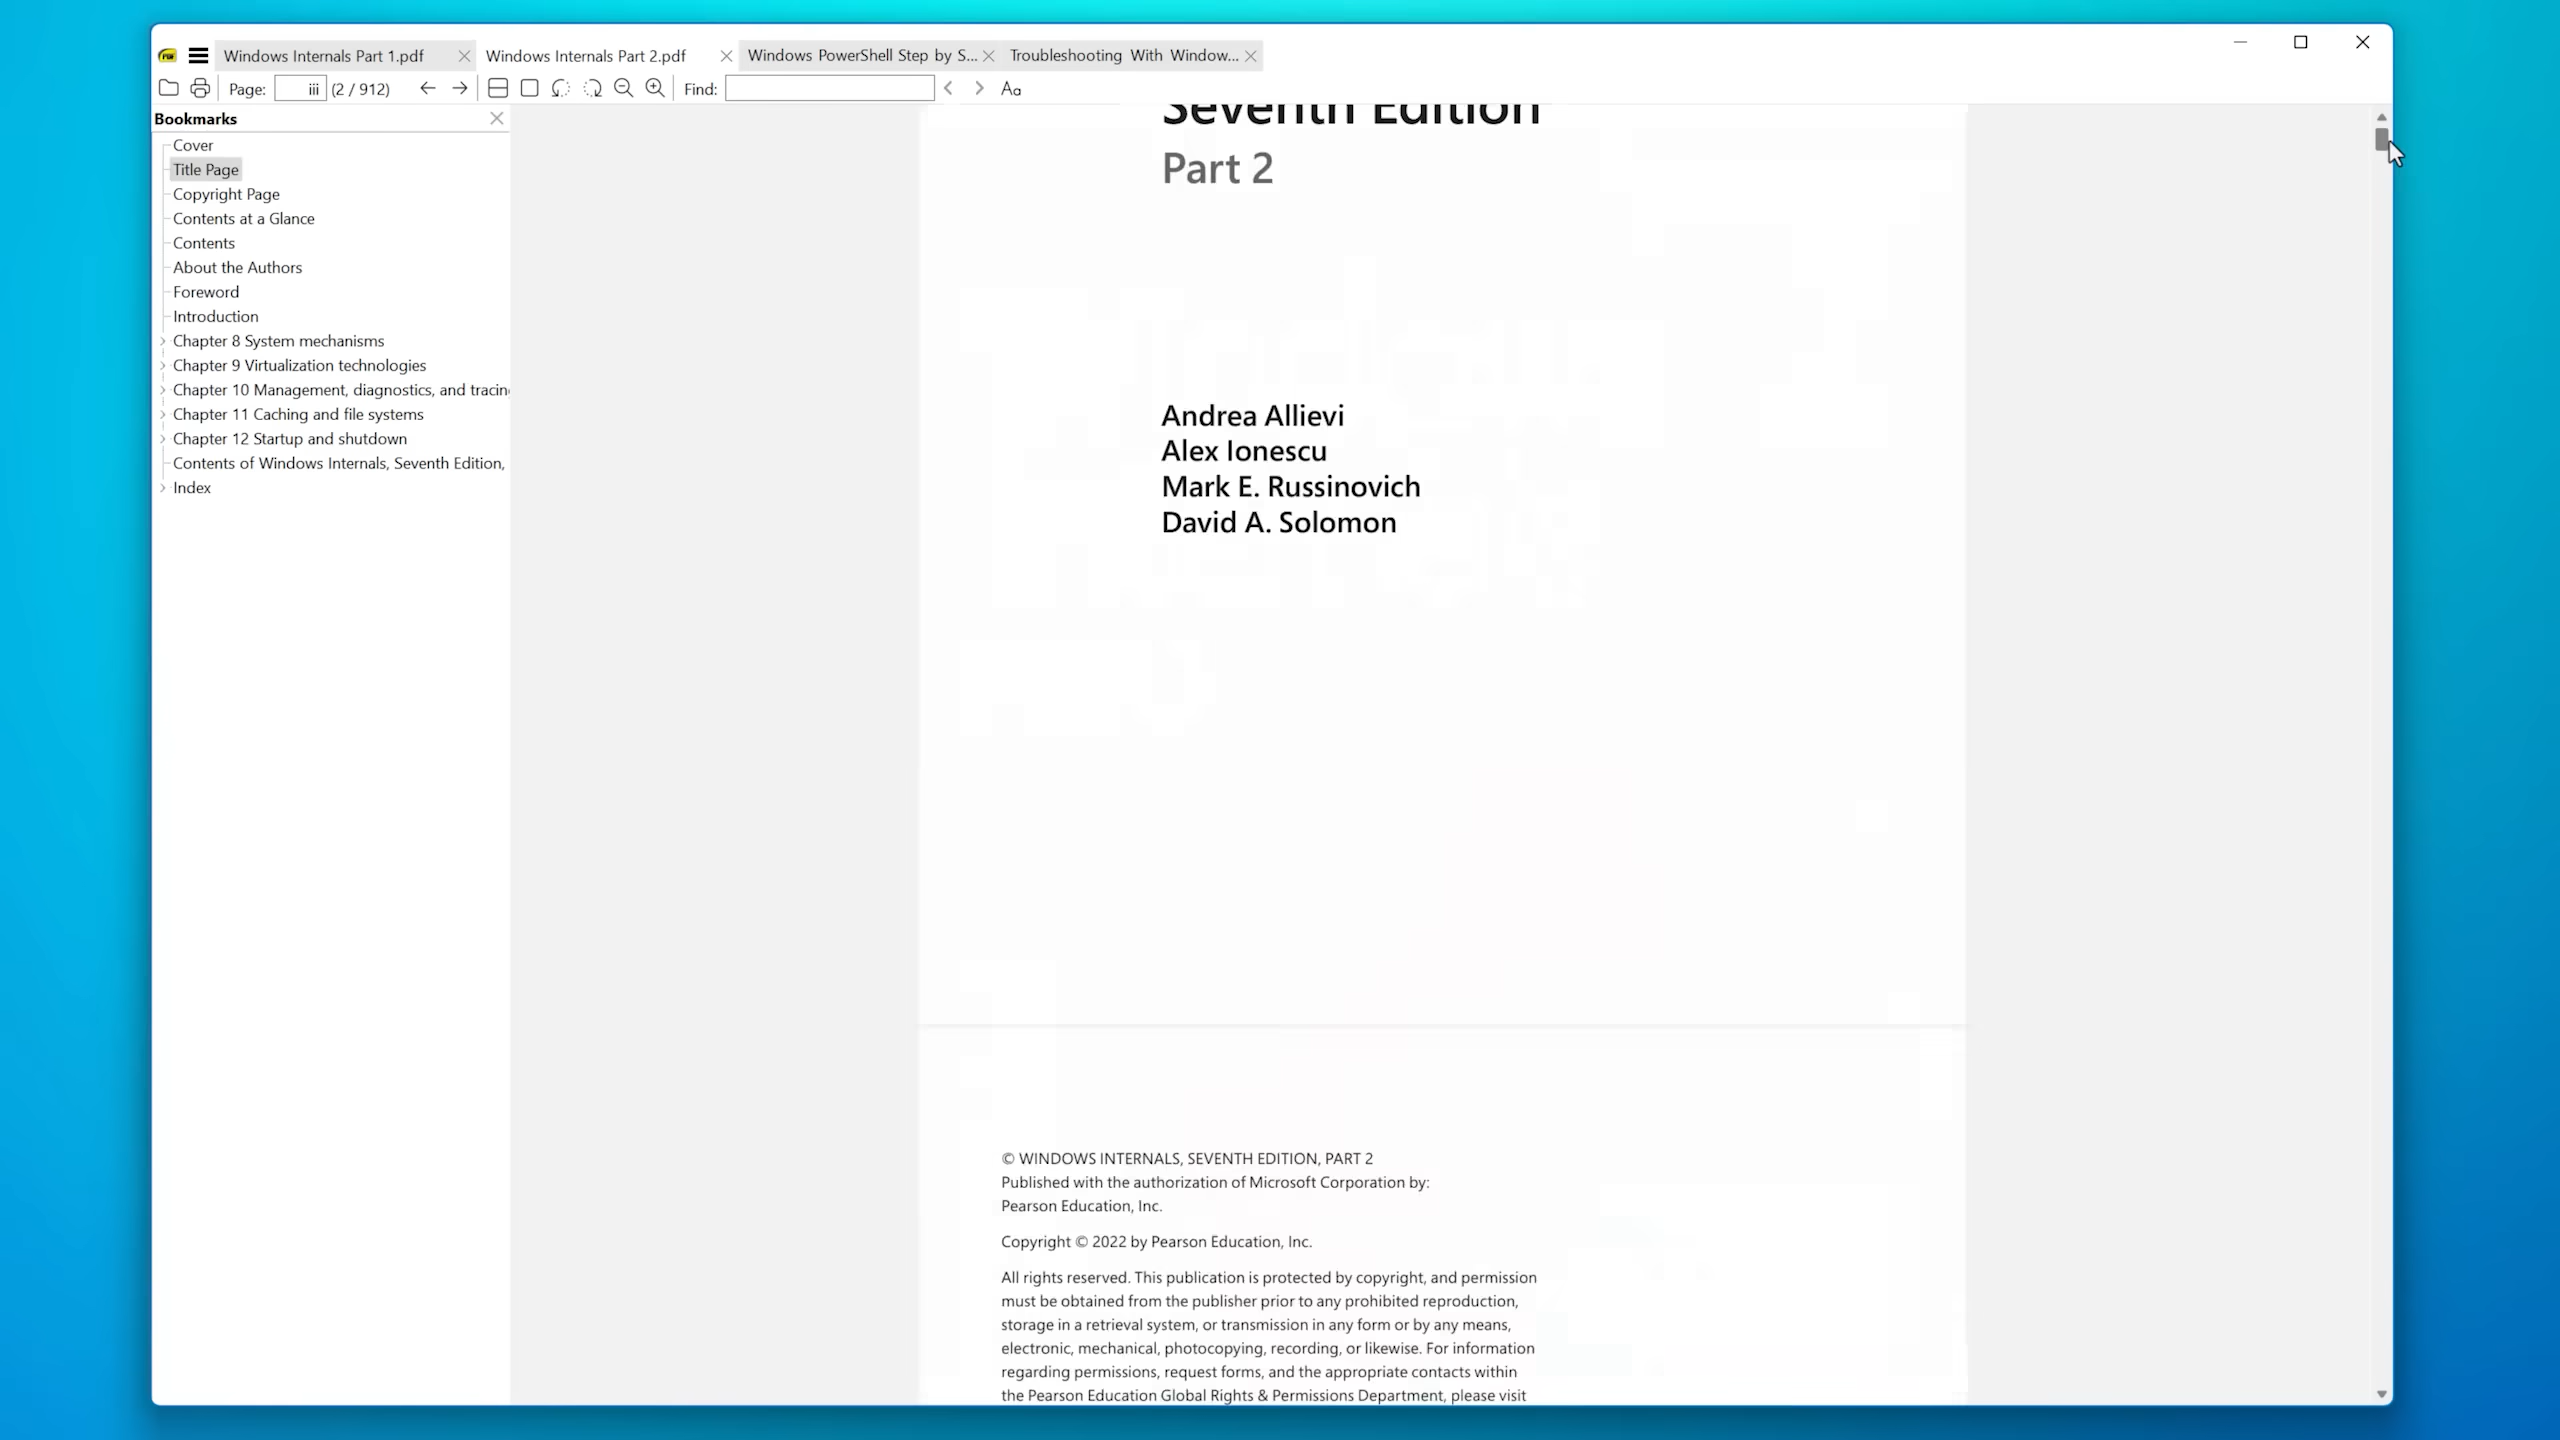 Windows Internals Part 1.pdf
Windows Internals Part 2.pdf
Windows PowerShell Step by S...
Troubleshooting With Window...
Page: iii (2 / 912)
Find:
Aa
Bookmarks
Cover
Title Page
Copyright Page
Contents at a Glance
Contents
About the Authors
Foreword
Introduction
Chapter 8 System mechanisms
Chapter 9 Virtualization technologies
Chapter 10 Management, diagnostics, and tracin
Chapter 11 Caching and file systems
Chapter 12 Startup and shutdown
Contents of Windows Internals, Seventh Edition,
Index
Seventh Edition
Part 2
Andrea Allievi
Alex Ionescu
Mark E. Russinovich
David A. Solomon
© WINDOWS INTERNALS, SEVENTH EDITION, PART 2
Published with the authorization of Microsoft Corporation by:
Pearson Education, Inc.
Copyright © 2022 by Pearson Education, Inc.
All rights reserved. This publication is protected by copyright, and permission
must be obtained from the publisher prior to any prohibited reproduction,
storage in a retrieval system, or transmission in any form or by any means,
electronic, mechanical, photocopying, recording, or likewise. For information
regarding permissions, request forms, and the appropriate contacts within
the Pearson Education Global Rights & Permissions Department, please visit